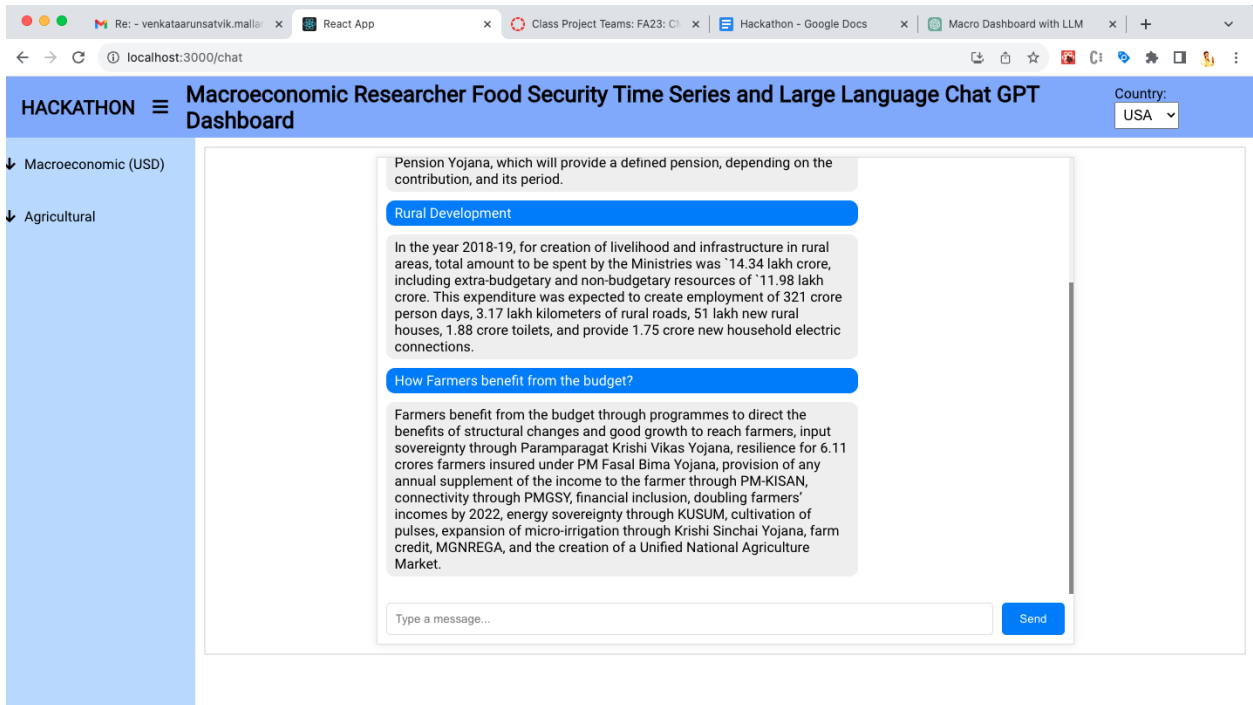 Re: - venkataarunsatvik.malla
React App
Class Project Teams: FA23: CM
Hackathon - Google Docs
Macro Dashboard with LLM
localhost:3000/chat
HACKATHON
Macroeconomic Researcher Food Security Time Series and Large Language Chat GPT
Dashboard
Country:
USA
Macroeconomic (USD)
Agricultural
Pension Yojana, which will provide a defined pension, depending on the
contribution, and its period.
Rural Development
In the year 2018-19, for creation of livelihood and infrastructure in rural
areas, total amount to be spent by the Ministries was `14.34 lakh crore,
including extra-budgetary and non-budgetary resources of `11.98 lakh
crore. This expenditure was expected to create employment of 321 crore
person days, 3.17 lakh kilometers of rural roads, 51 lakh new rural
houses, 1.88 crore toilets, and provide 1.75 crore new household electric
connections.
How Farmers benefit from the budget?
Farmers benefit from the budget through programmes to direct the
benefits of structural changes and good growth to reach farmers, input
sovereignty through Paramparagat Krishi Vikas Yojana, resilience for 6.11
crores farmers insured under PM Fasal Bima Yojana, provision of any
annual supplement of the income to the farmer through PM-KISAN,
connectivity through PMGSY, financial inclusion, doubling farmers’
incomes by 2022, energy sovereignty through KUSUM, cultivation of
pulses, expansion of micro-irrigation through Krishi Sinchai Yojana, farm
credit, MGNREGA, and the creation of a Unified National Agriculture
Market.
Type a message...
Send